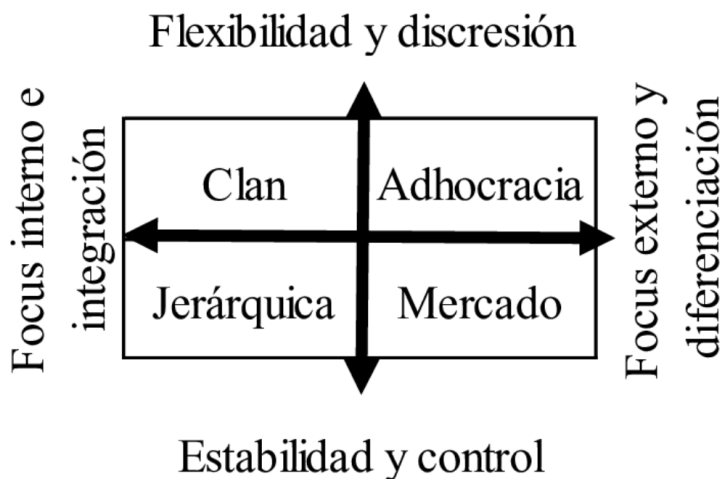 Flexibilidad y discresión
Focus interno e
integración
Clan
Adhocracia
Jerárquica
Mercado
Focus externo y
diferenciación
Estabilidad y control